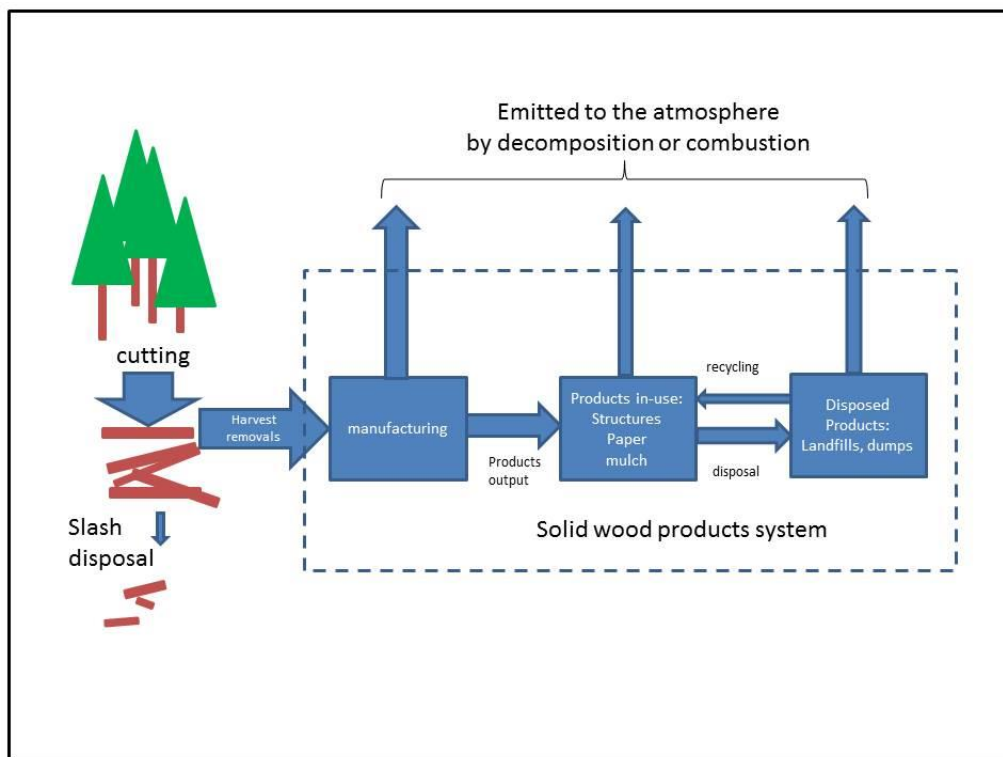 Emitted to the atmosphere
by decomposition or combustion
cutting
Harvest
removals
manufacturing
Products
output
Products in-use:
Structures
Paper
mulch
recycling
disposal
Disposed
Products:
Landfills, dumps
Slash
disposal
Solid wood products system